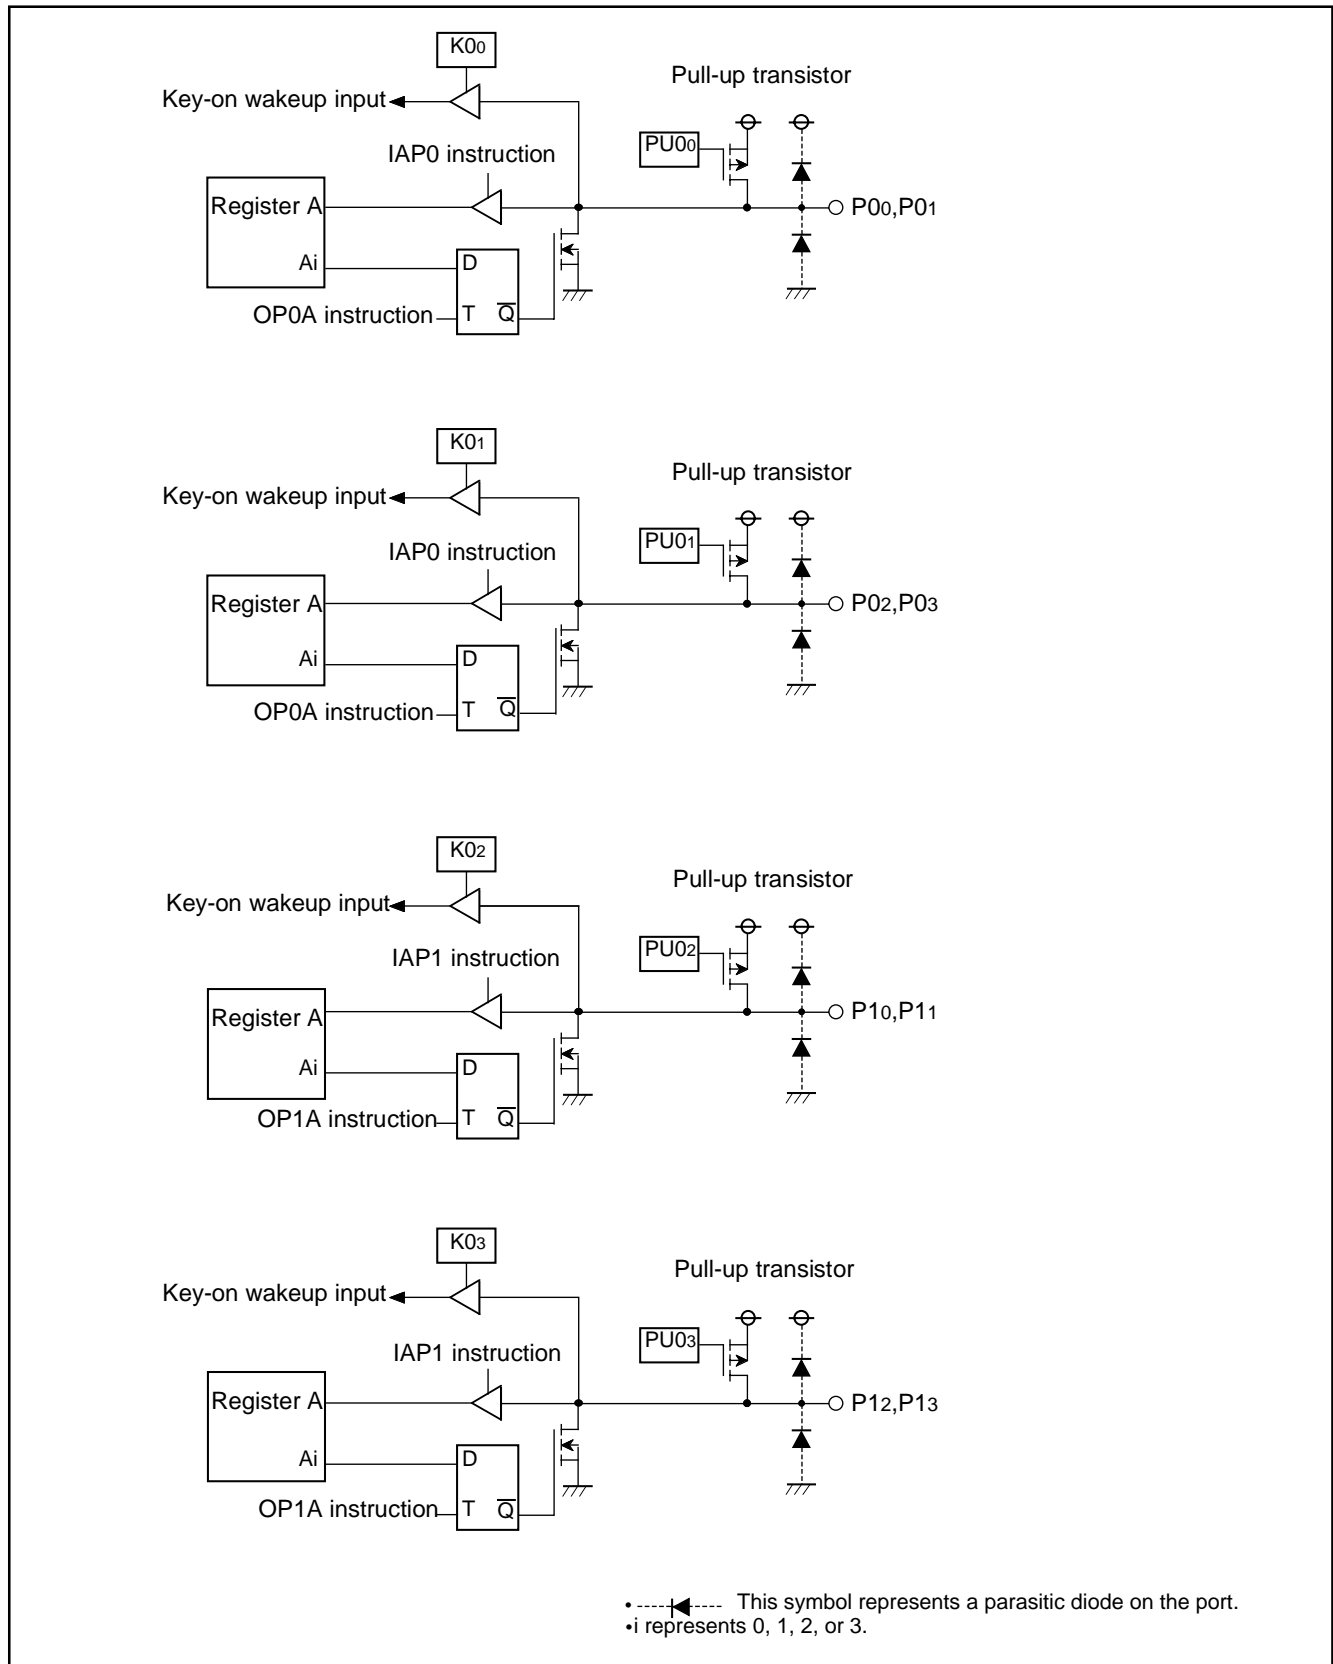 K00
Pull-up transistor
Key-on wakeup input
IAP0 instruction
PU00
Register A
P00,P01
Ai
D
OP0A instruction
T Q̅
K01
Pull-up transistor
Key-on wakeup input
IAP0 instruction
PU01
Register A
P02,P03
Ai
D
OP0A instruction
T Q̅
K02
Pull-up transistor
Key-on wakeup input
IAP1 instruction
PU02
Register A
P10,P11
Ai
D
OP1A instruction
T Q̅
K03
Pull-up transistor
Key-on wakeup input
IAP1 instruction
PU03
Register A
P12,P13
Ai
D
OP1A instruction
T Q̅
• This symbol represents a parasitic diode on the port.
•i represents 0, 1, 2, or 3.